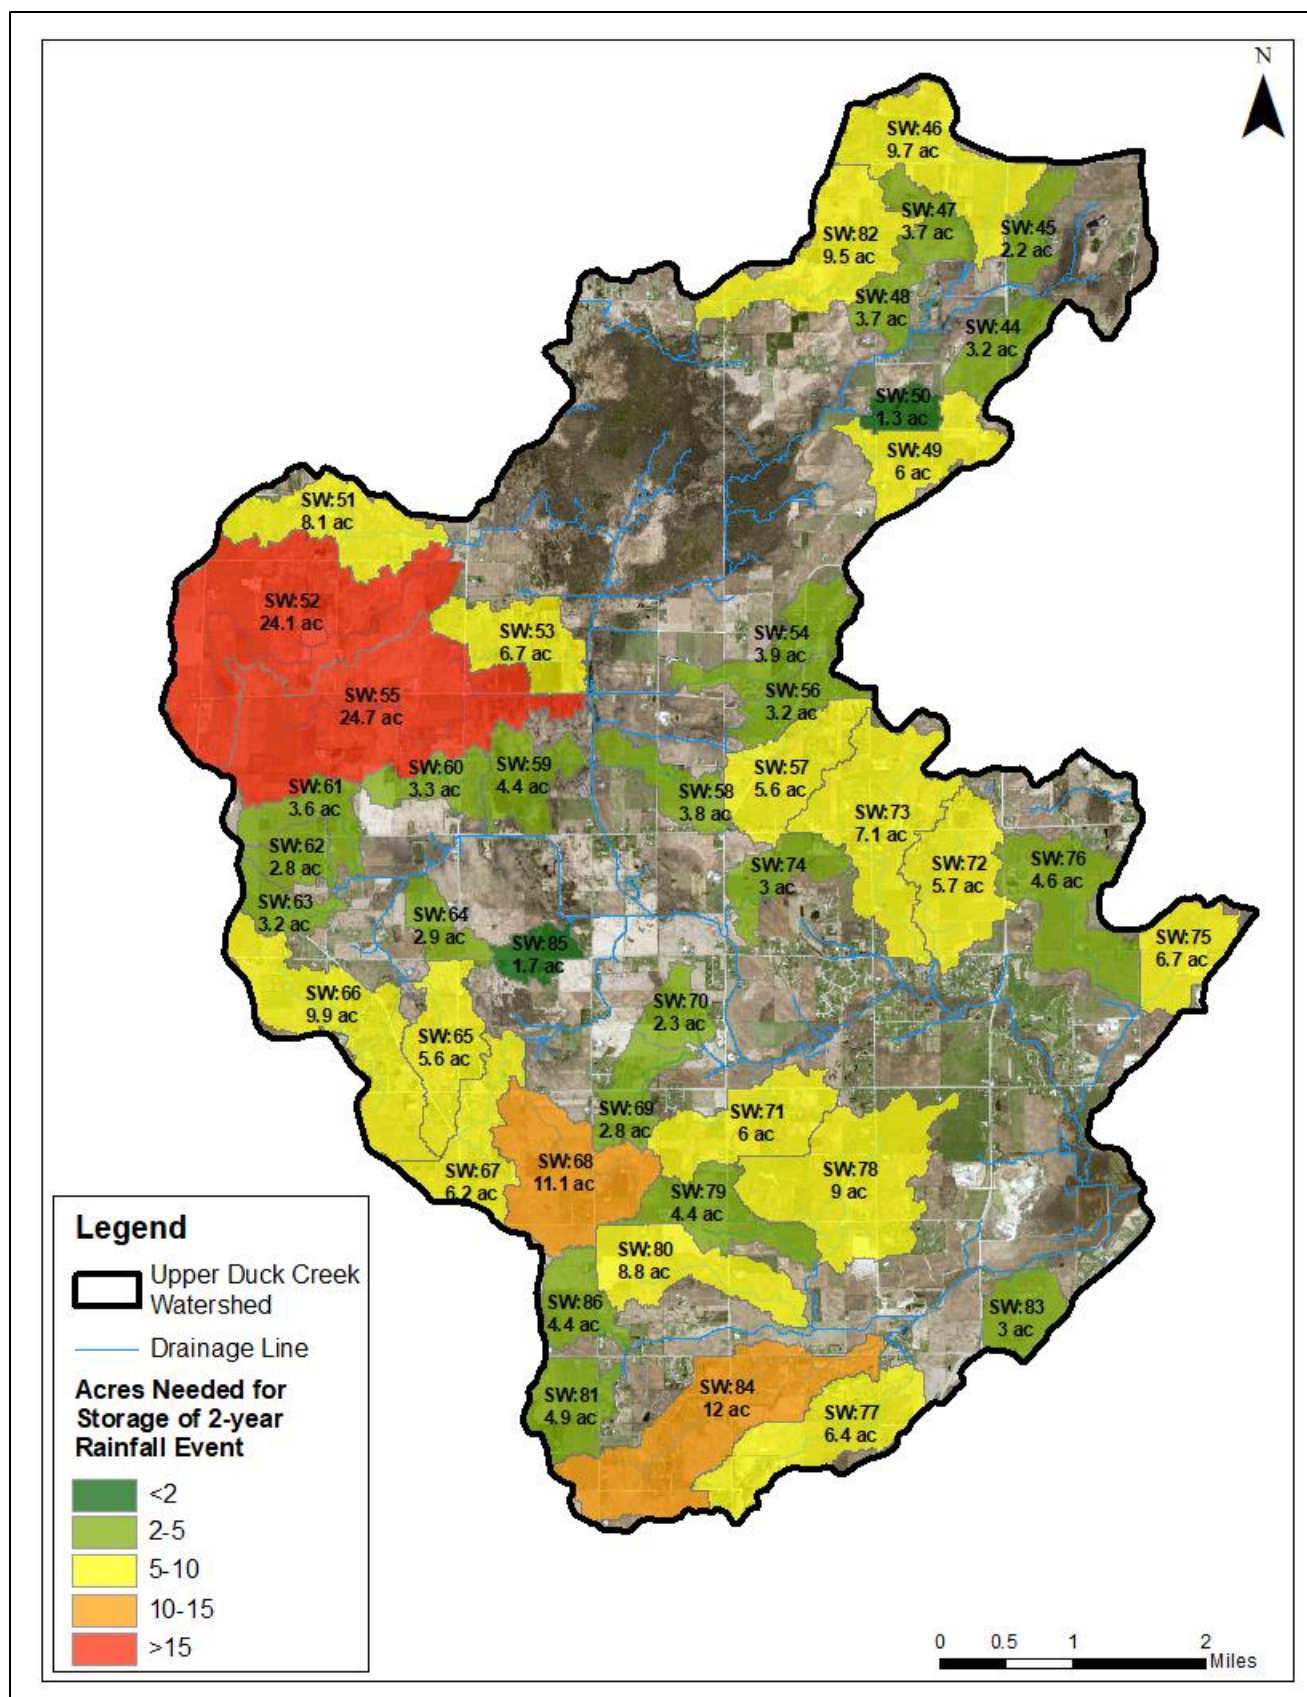 N
SW:46
9.7 ac
SW:47
3.7 ac
SW:82
9.5 ac
SW:45
2.2 ac
SW:48
3.7 ac
SW:44
3.2 ac
SW:50
1.3 ac
SW:49
6 ac
SW:51
8.1 ac
SW:52
24.1 ac
SW:53
6.7 ac
SW:54
3.9 ac
SW:55
24.7 ac
SW:56
3.2 ac
SW:57
5.6 ac
SW:58
3.8 ac
SW:59
4.4 ac
SW:60
3.3 ac
SW:61
3.6 ac
SW:62
2.8 ac
SW:63
3.2 ac
SW:64
2.9 ac
SW:85
1.7 ac
SW:73
7.1 ac
SW:72
5.7 ac
SW:74
3 ac
SW:76
4.6 ac
SW:75
6.7 ac
SW:66
9.9 ac
SW:65
5.6 ac
SW:70
2.3 ac
SW:69
2.8 ac
SW:71
6 ac
SW:67
6.2 ac
SW:68
11.1 ac
SW:78
9 ac
SW:79
4.4 ac
SW:80
8.8 ac
SW:86
4.4 ac
SW:83
3 ac
SW:81
4.9 ac
SW:84
12 ac
SW:77
6.4 ac
Legend
Upper Duck Creek
Watershed
Drainage Line
Acres Needed for
Storage of 2-year
Rainfall Event
<2
2-5
5-10
10-15
>15
0 0.5 1 2
Miles